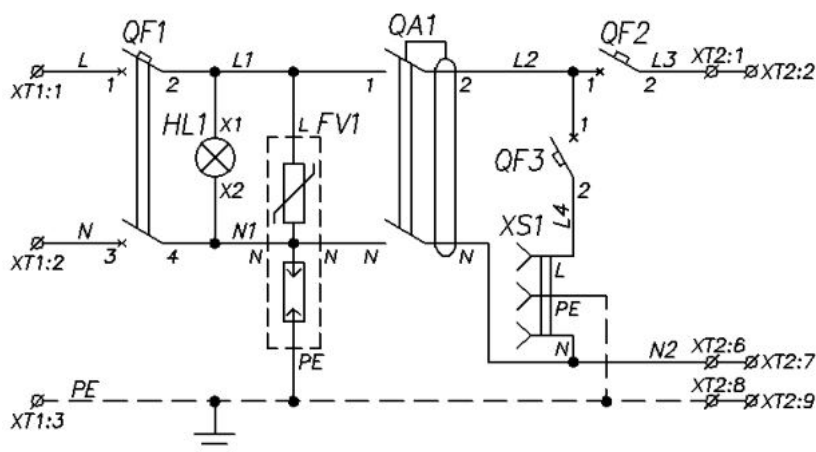 QF1 QA1 QF2
L L1 L2 L3 XT2:1
XT1:1 1 2 1 2 1 2 XT2:2
HL1 X1 L FV1 1
X2 QF3 2
L4
XS1
N N1
XT1:2 3 4 N N N N L
PE
PE N N2 XT2:6 XT2:7
PE XT2:8
XT1:3 XT2:9